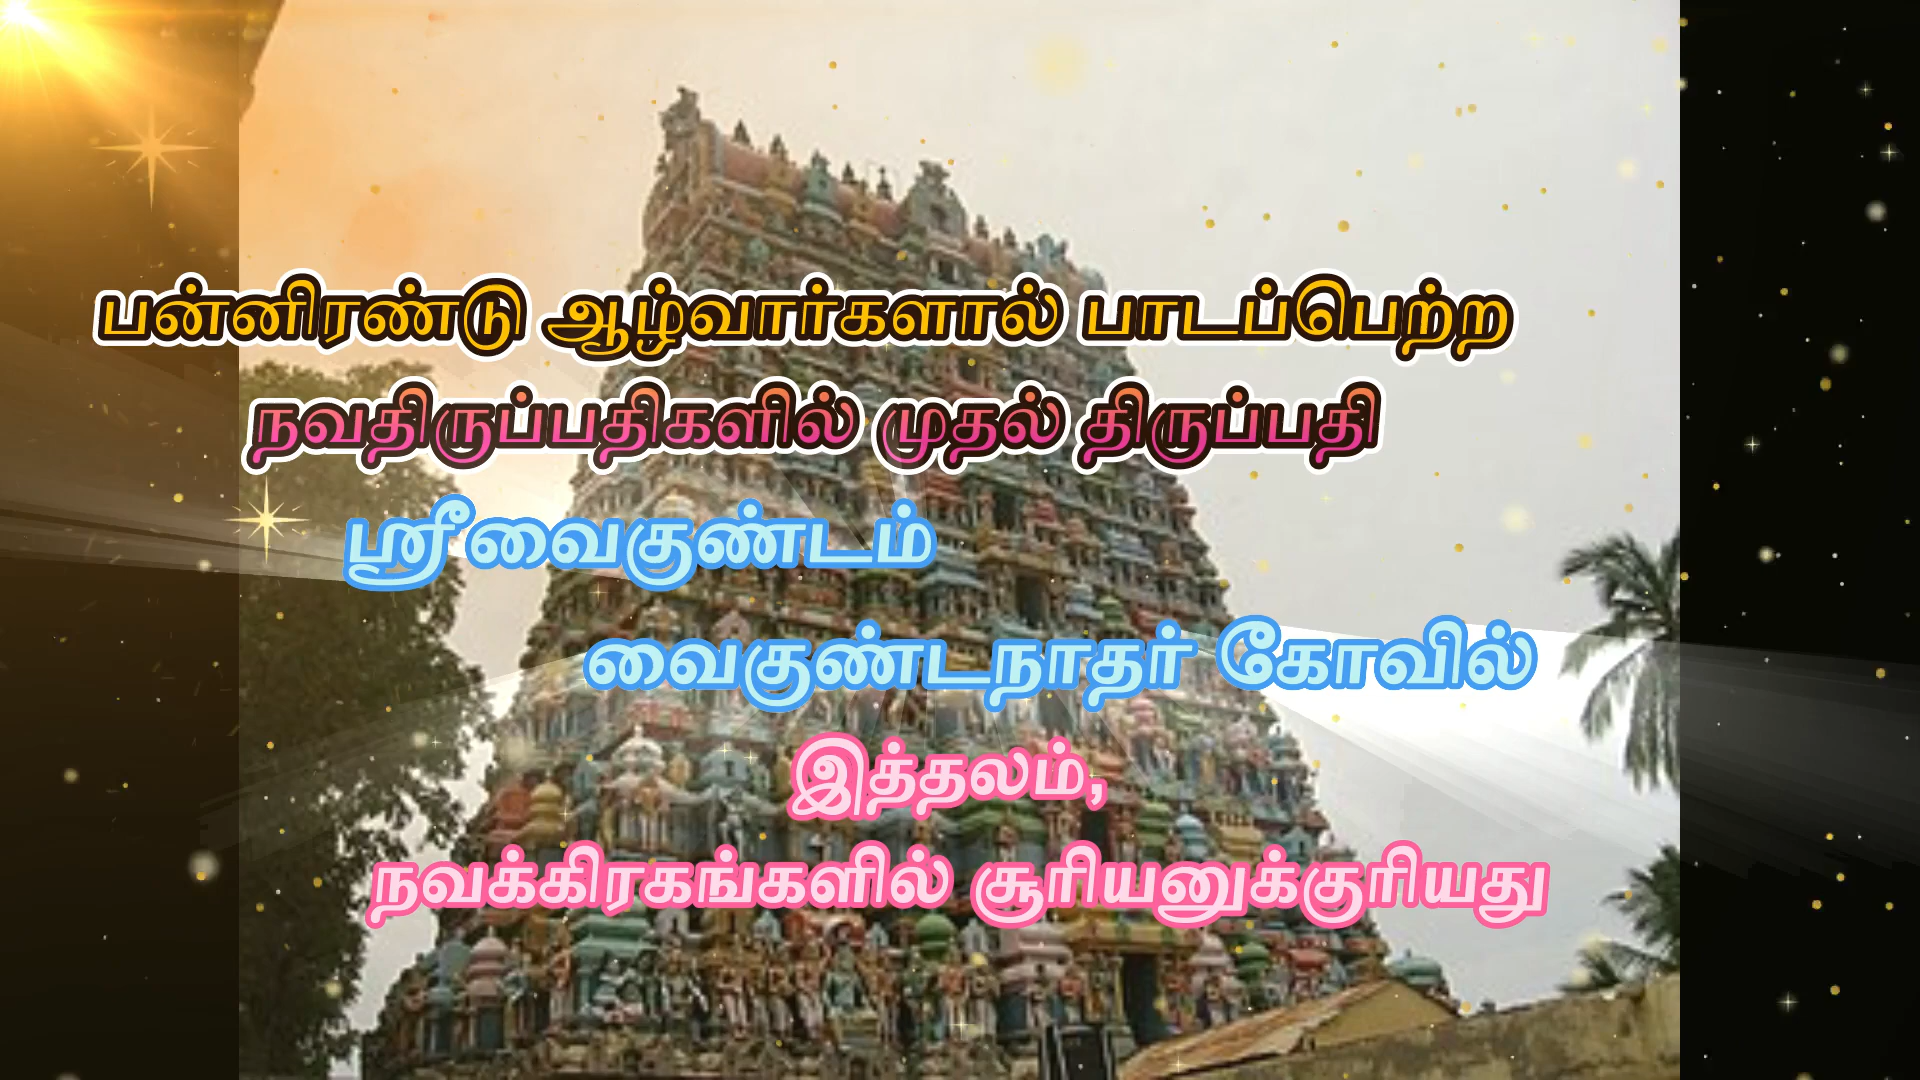 பன்னிரண்டு ஆழ்வார்களால் பாடப்பெற்ற
நவதிருப்பதிகளில் முதல் திருப்பதி
ஸ்ரீ வைகுண்டம்
வைகுண்டநாதர் கோவில்
இத்தலம்,
நவக்கிரகங்களில் சூரியனுக்குரியது